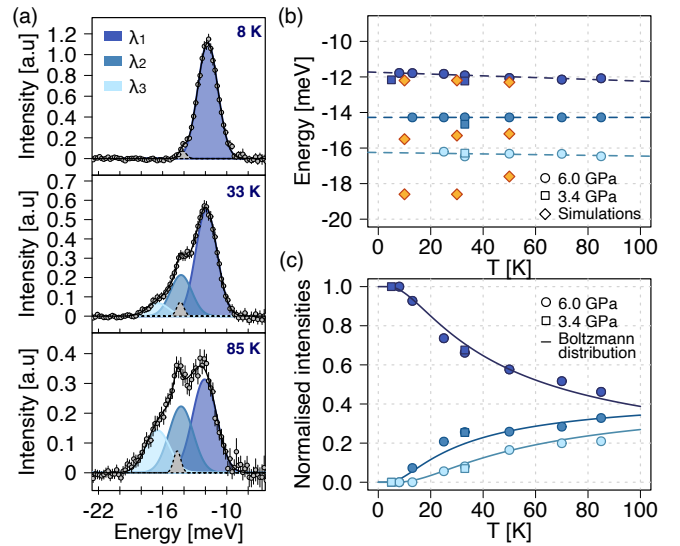 (a)
8 K
λ1
λ2
λ3
Intensity [a.u]
1.2
1.0
0.8
0.6
0.4
0.2
0
33 K
Intensity [a.u]
0.7
0.6
0.5
0.4
0.3
0.2
0.1
0
85 K
Intensity [a.u]
0.4
0.3
0.2
0.1
0
-22 -18 -14 -10
Energy [meV]
(b)
Energy [meV]
-10
-12
-14
-16
-18
-20
6.0 GPa
3.4 GPa
Simulations
0 20 40 60 80 100
T [K]
(c)
Normalised intensities
1.0
0.8
0.6
0.4
0.2
0.0
6.0 GPa
3.4 GPa
Boltzmann
distribution
0 20 40 60 80 100
T [K]